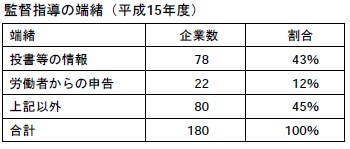 監督指導の端緒（平成15年度）
端緒 企業数 割合
投書等の情報 78 43%
労働者からの申告 22 12%
上記以外 80 45%
合計 180 100%